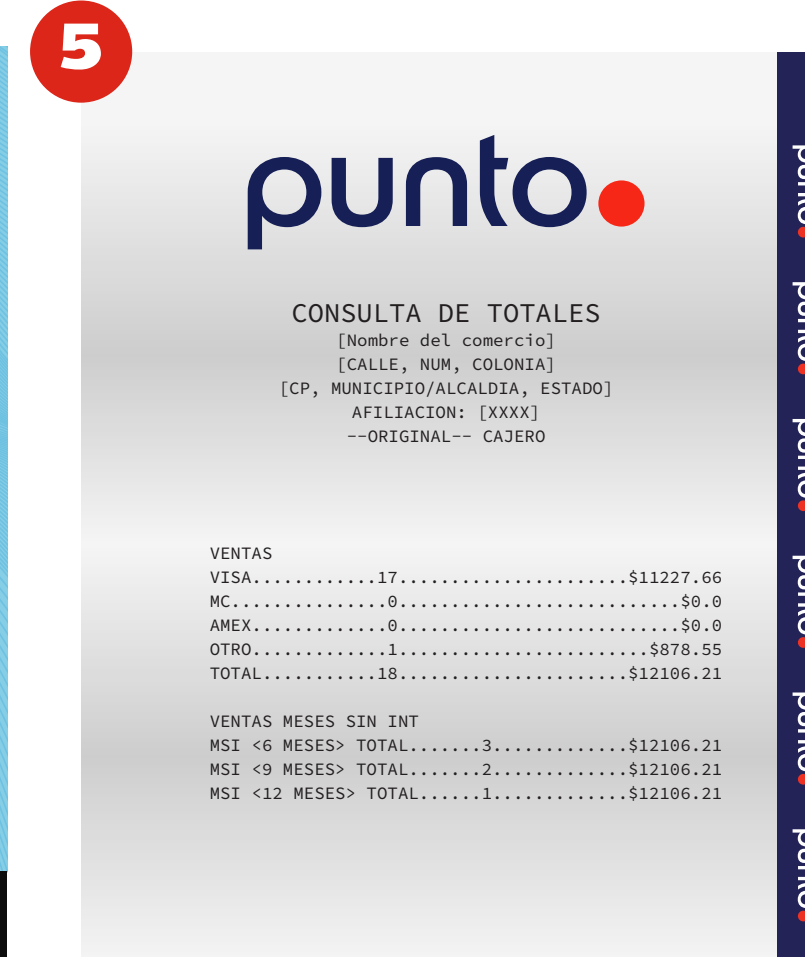 5
punto.
CONSULTA DE TOTALES
[Nombre del comercio]
[CALLE, NUM, COLONIA]
[CP, MUNICIPIO/ALCALDIA, ESTADO]
AFILIACION: [XXXX]
--ORIGINAL-- CAJERO
VENTAS
VISA............17......................$11227.66
MC...............0...........................$0.0
AMEX.............0...........................$0.0
OTRO.............1........................$878.55
TOTAL...........18......................$12106.21
VENTAS MESES SIN INT
MSI <6 MESES> TOTAL.......3.............$12106.21
MSI <9 MESES> TOTAL.......2.............$12106.21
MSI <12 MESES> TOTAL......1.............$12106.21
punto.
punto.
punto.
punto.
punto.
punto.